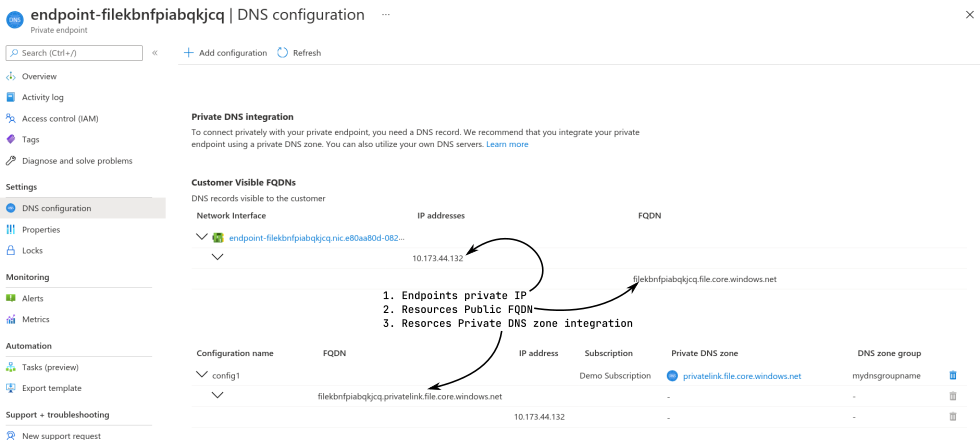 endpoint-filekbnfpiabqkjcq | DNS configuration ...
Private endpoint
Search (Ctrl+/)
Add configuration
Refresh
Overview
Activity log
Access control (IAM)
Tags
Diagnose and solve problems
Settings
DNS configuration
Properties
Locks
Monitoring
Alerts
Metrics
Automation
Tasks (preview)
Export template
Support + troubleshooting
New support request
Private DNS integration
To connect privately with your private endpoint, you need a DNS record. We recommend that you integrate your private
endpoint using a private DNS zone. You can also utilize your own DNS servers. Learn more
Customer Visible FQDNs
DNS records visible to the customer
Network Interface IP addresses FQDN
endpoint-filekbnfpiabqkjcq.nic.e80aa80d-082...
10.173.44.132
filekbnfpiabqkjcq.file.core.windows.net
1. Endpoints private IP
2. Resources Public FQDN
3. Resorces Private DNS zone integration
Configuration name FQDN IP address Subscription Private DNS zone DNS zone group
config1 Demo Subscription DNS privatelink.file.core.windows.net mydnsgroupname
filekbnfpiabqkjcq.privatelink.file.core.windows.net - -
10.173.44.132 - -